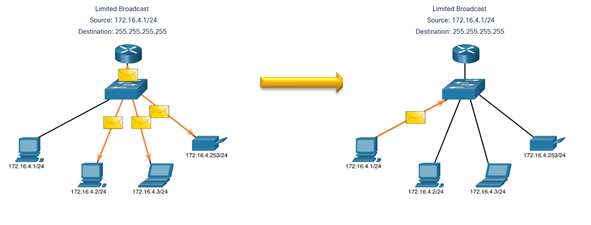 Limited Broadcast
Source: 172.16.4.1/24
Destination: 255.255.255.255
172.16.4.1/24
172.16.4.2/24
172.16.4.3/24
172.16.4.253/24
Limited Broadcast
Source: 172.16.4.1/24
Destination: 255.255.255.255
172.16.4.1/24
172.16.4.2/24
172.16.4.3/24
172.16.4.253/24